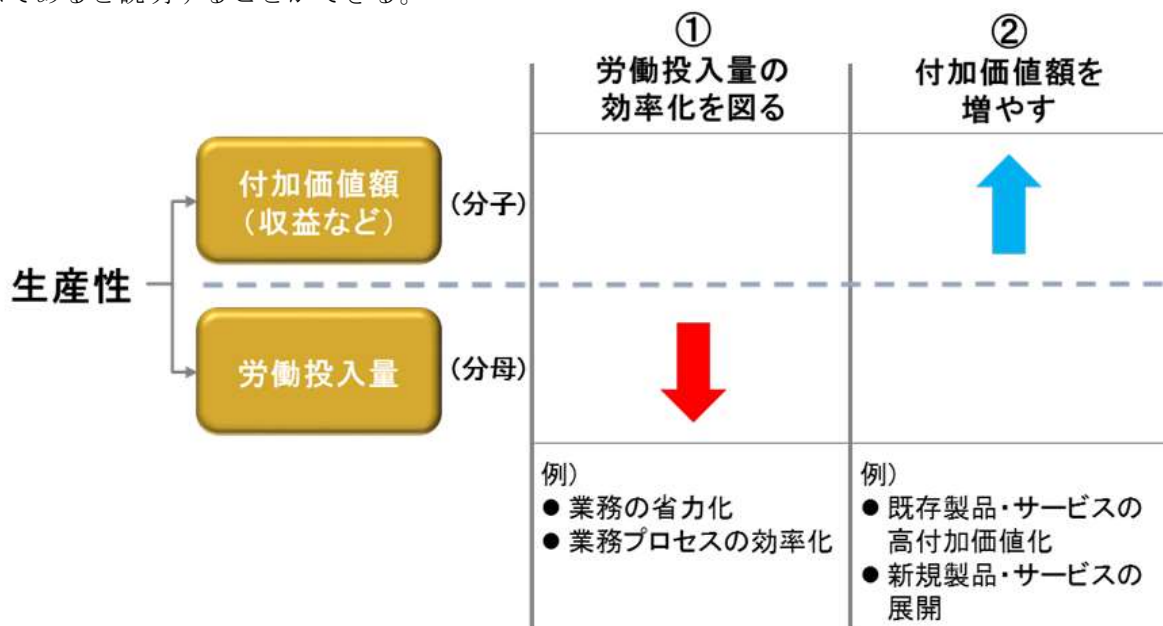 であると説明することができる。
①
労働投入量の
効率化を図る
②
付加価値額を
増やす
付加価値額
（収益など）
（分子）
生産性
労働投入量
（分母）
例）
● 業務の省力化
● 業務プロセスの効率化
例）
● 既存製品・サービスの
高付加価値化
● 新規製品・サービスの
展開